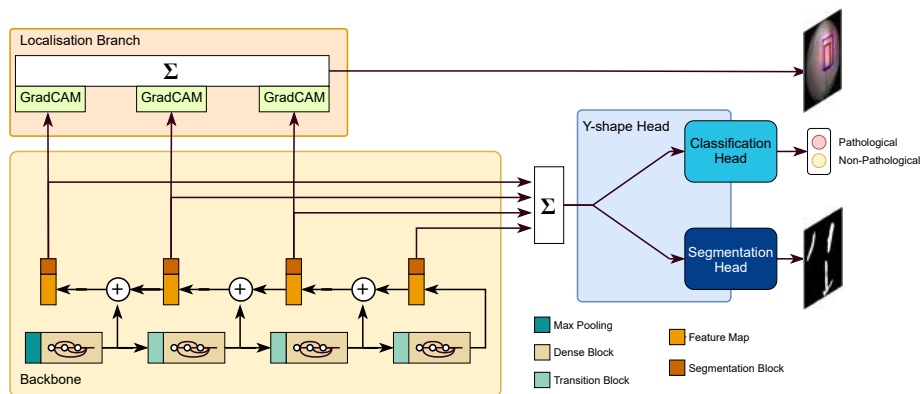 Localisation Branch
Σ
GradCAM
GradCAM
GradCAM
Y-shape Head
Classification
Head
Pathological
Non-Pathological
Σ
Segmentation
Head
+
+
+
Max Pooling
Dense Block
Transition Block
Feature Map
Segmentation Block
Backbone